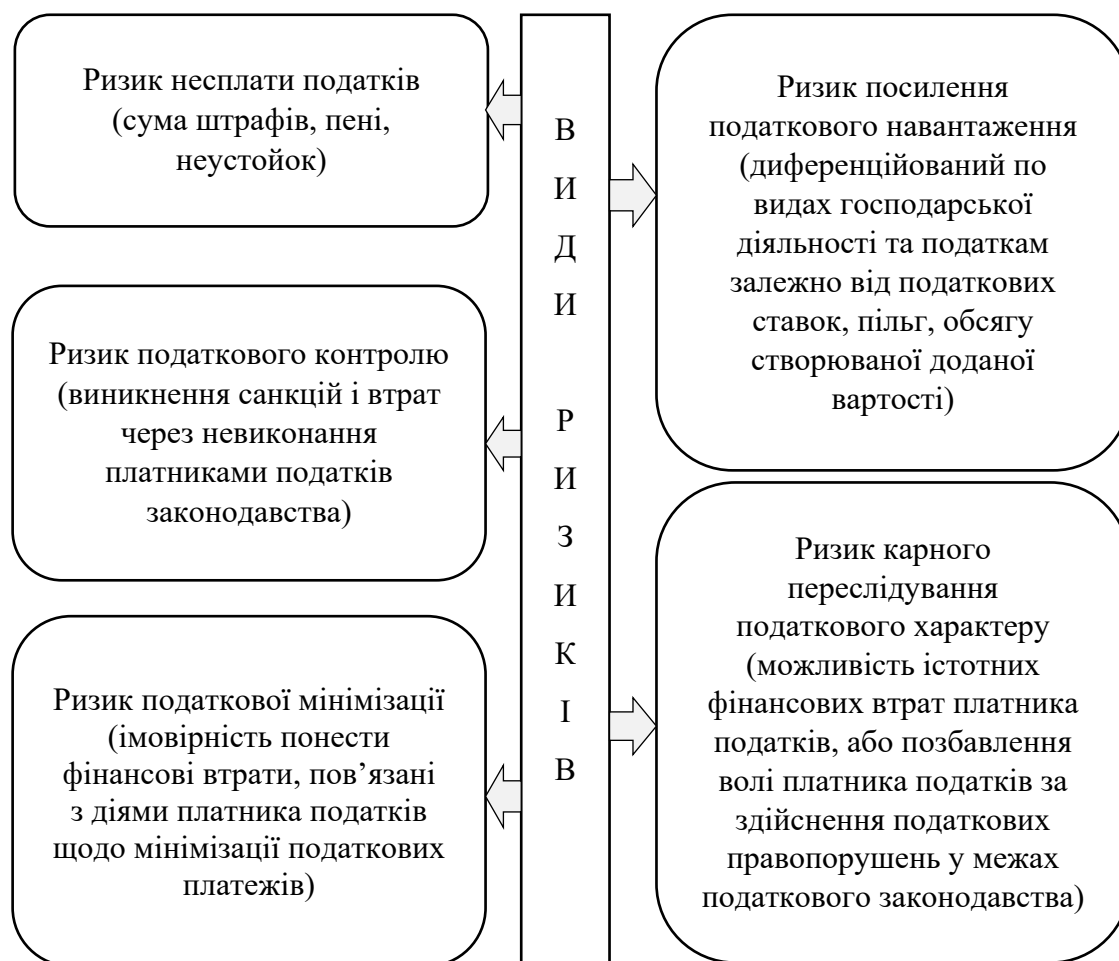 Ризик несплати податків
(сума штрафів, пені,
неустойок)
Ризик податкового контролю
(виникнення санкцій і втрат
через невиконання
платниками податків
законодавства)
Ризик податкової мінімізації
(імовірність понести
фінансові втрати, пов’язані
з діями платника податків
щодо мінімізації податкових
платежів)
В
И
Д
И
Р
И
З
И
К
І
В
Ризик посилення
податкового навантаження
(диференційований по
видах господарської
діяльності та податкам
залежно від податкових
ставок, пільг, обсягу
створюваної доданої
вартості)
Ризик карного
переслідування
податкового характеру
(можливість істотних
фінансових втрат платника
податків, або позбавлення
волі платника податків за
здійснення податкових
правопорушень у межах
податкового законодавства)